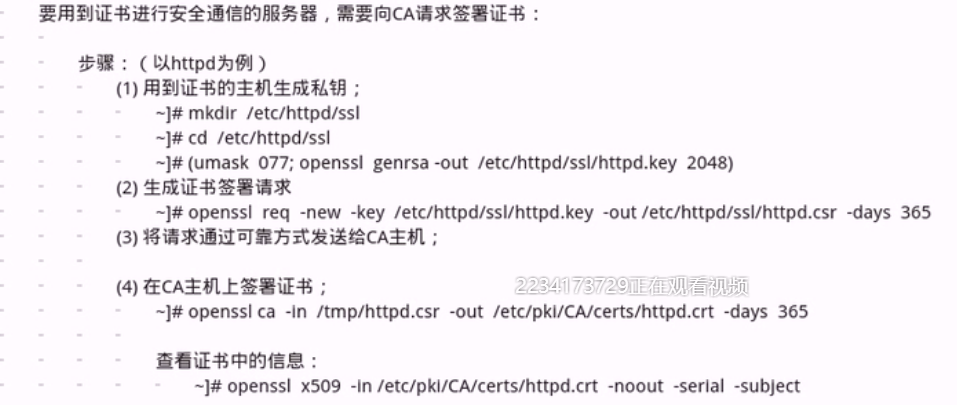 要用到证书进行安全通信的服务器，需要向CA请求签署证书：
步骤：（以httpd为例）
(1) 用到证书的主机生成私钥；
~]# mkdir /etc/httpd/ssl
~]# cd /etc/httpd/ssl
~]# (umask 077; openssl genrsa -out /etc/httpd/ssl/httpd.key 2048)
(2) 生成证书签署请求
~]# openssl req -new -key /etc/httpd/ssl/httpd.key -out /etc/httpd/ssl/httpd.csr -days 365
(3) 将请求通过可靠方式发送给CA主机；
2234173729正在观看视频
(4) 在CA主机上签署证书；
~]# openssl ca -in /tmp/httpd.csr -out /etc/pki/CA/certs/httpd.crt -days 365
查看证书中的信息：
~]# openssl x509 -in /etc/pki/CA/certs/httpd.crt -noout -serial -subject